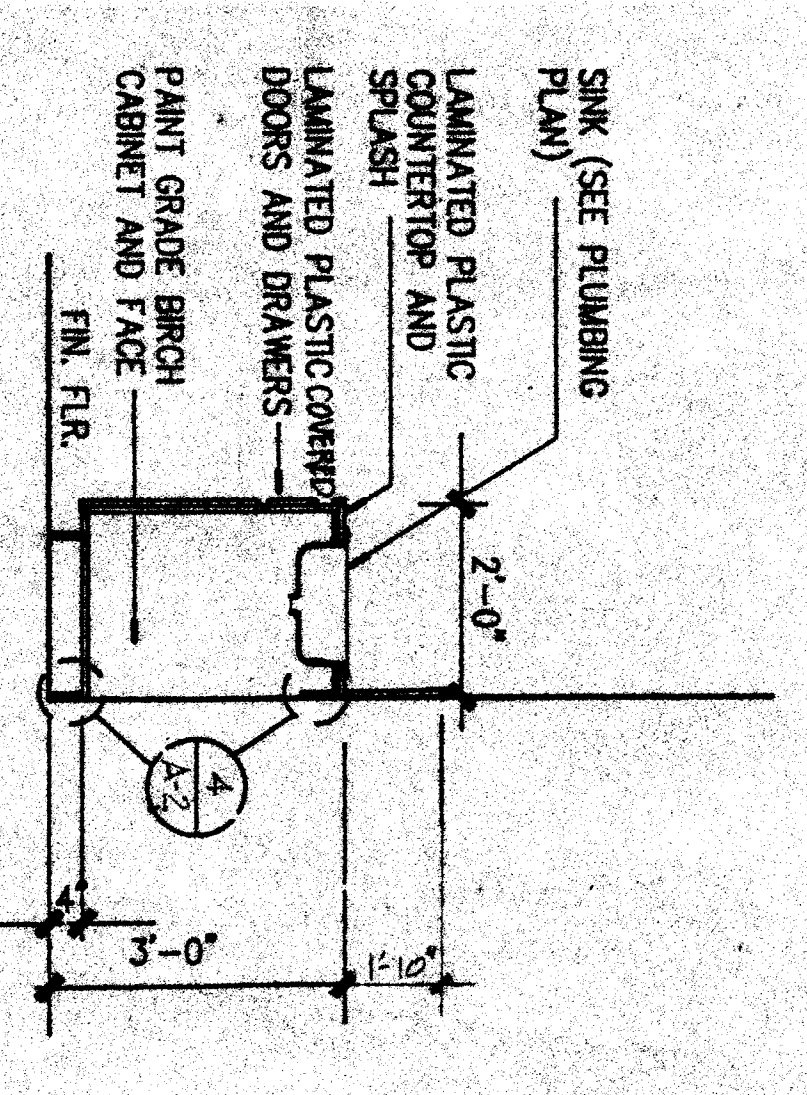 SINK (SEE PLUMBING
PLAN)
LAMINATED PLASTIC
COUNTERTOP AND
SPLASH
LAMINATED PLASTIC COVERED
DOORS AND DRAWERS
PAINT GRADE BIRCH
CABINET AND FACE
FIN. FLR.
2'-0"
4
A-2
1'-10"
3'-0"
4"